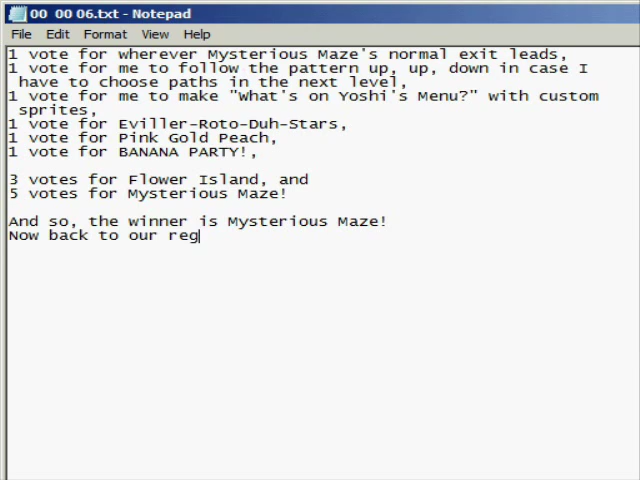 00  00 06.txt - Notepad
File Edit Format View Help
1 vote for wherever Mysterious Maze's normal exit leads,
1 vote for me to follow the pattern up, up, down in case I
have to choose paths in the next level,
1 vote for me to make "What's on Yoshi's Menu?" with custom
sprites,
1 vote for Eviller-Roto-Duh-Stars,
1 vote for Pink Gold Peach,
1 vote for BANANA PARTY!,
3 votes for Flower Island, and
5 votes for Mysterious Maze!
And so, the winner is Mysterious Maze!
Now back to our reg